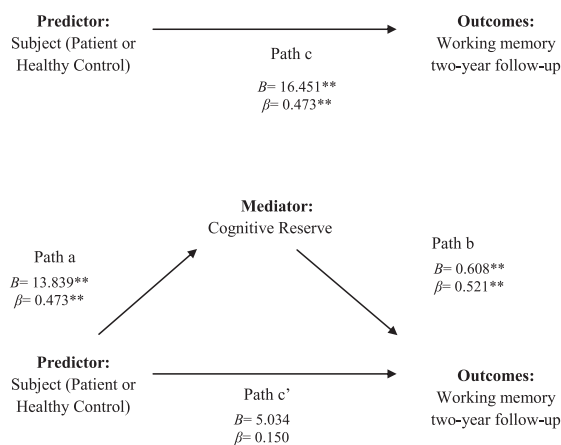 Predictor:
Subject (Patient or
Healthy Control)
Outcomes:
Working memory
two-year follow-up
Path c
B= 16.451**
β= 0.473**
Mediator:
Cognitive Reserve
Path a
B= 13.839**
β= 0.473**
Path b
B= 0.608**
β= 0.521**
Predictor:
Subject (Patient or
Healthy Control)
Path c’
B= 5.034
β= 0.150
Outcomes:
Working memory
two-year follow-up